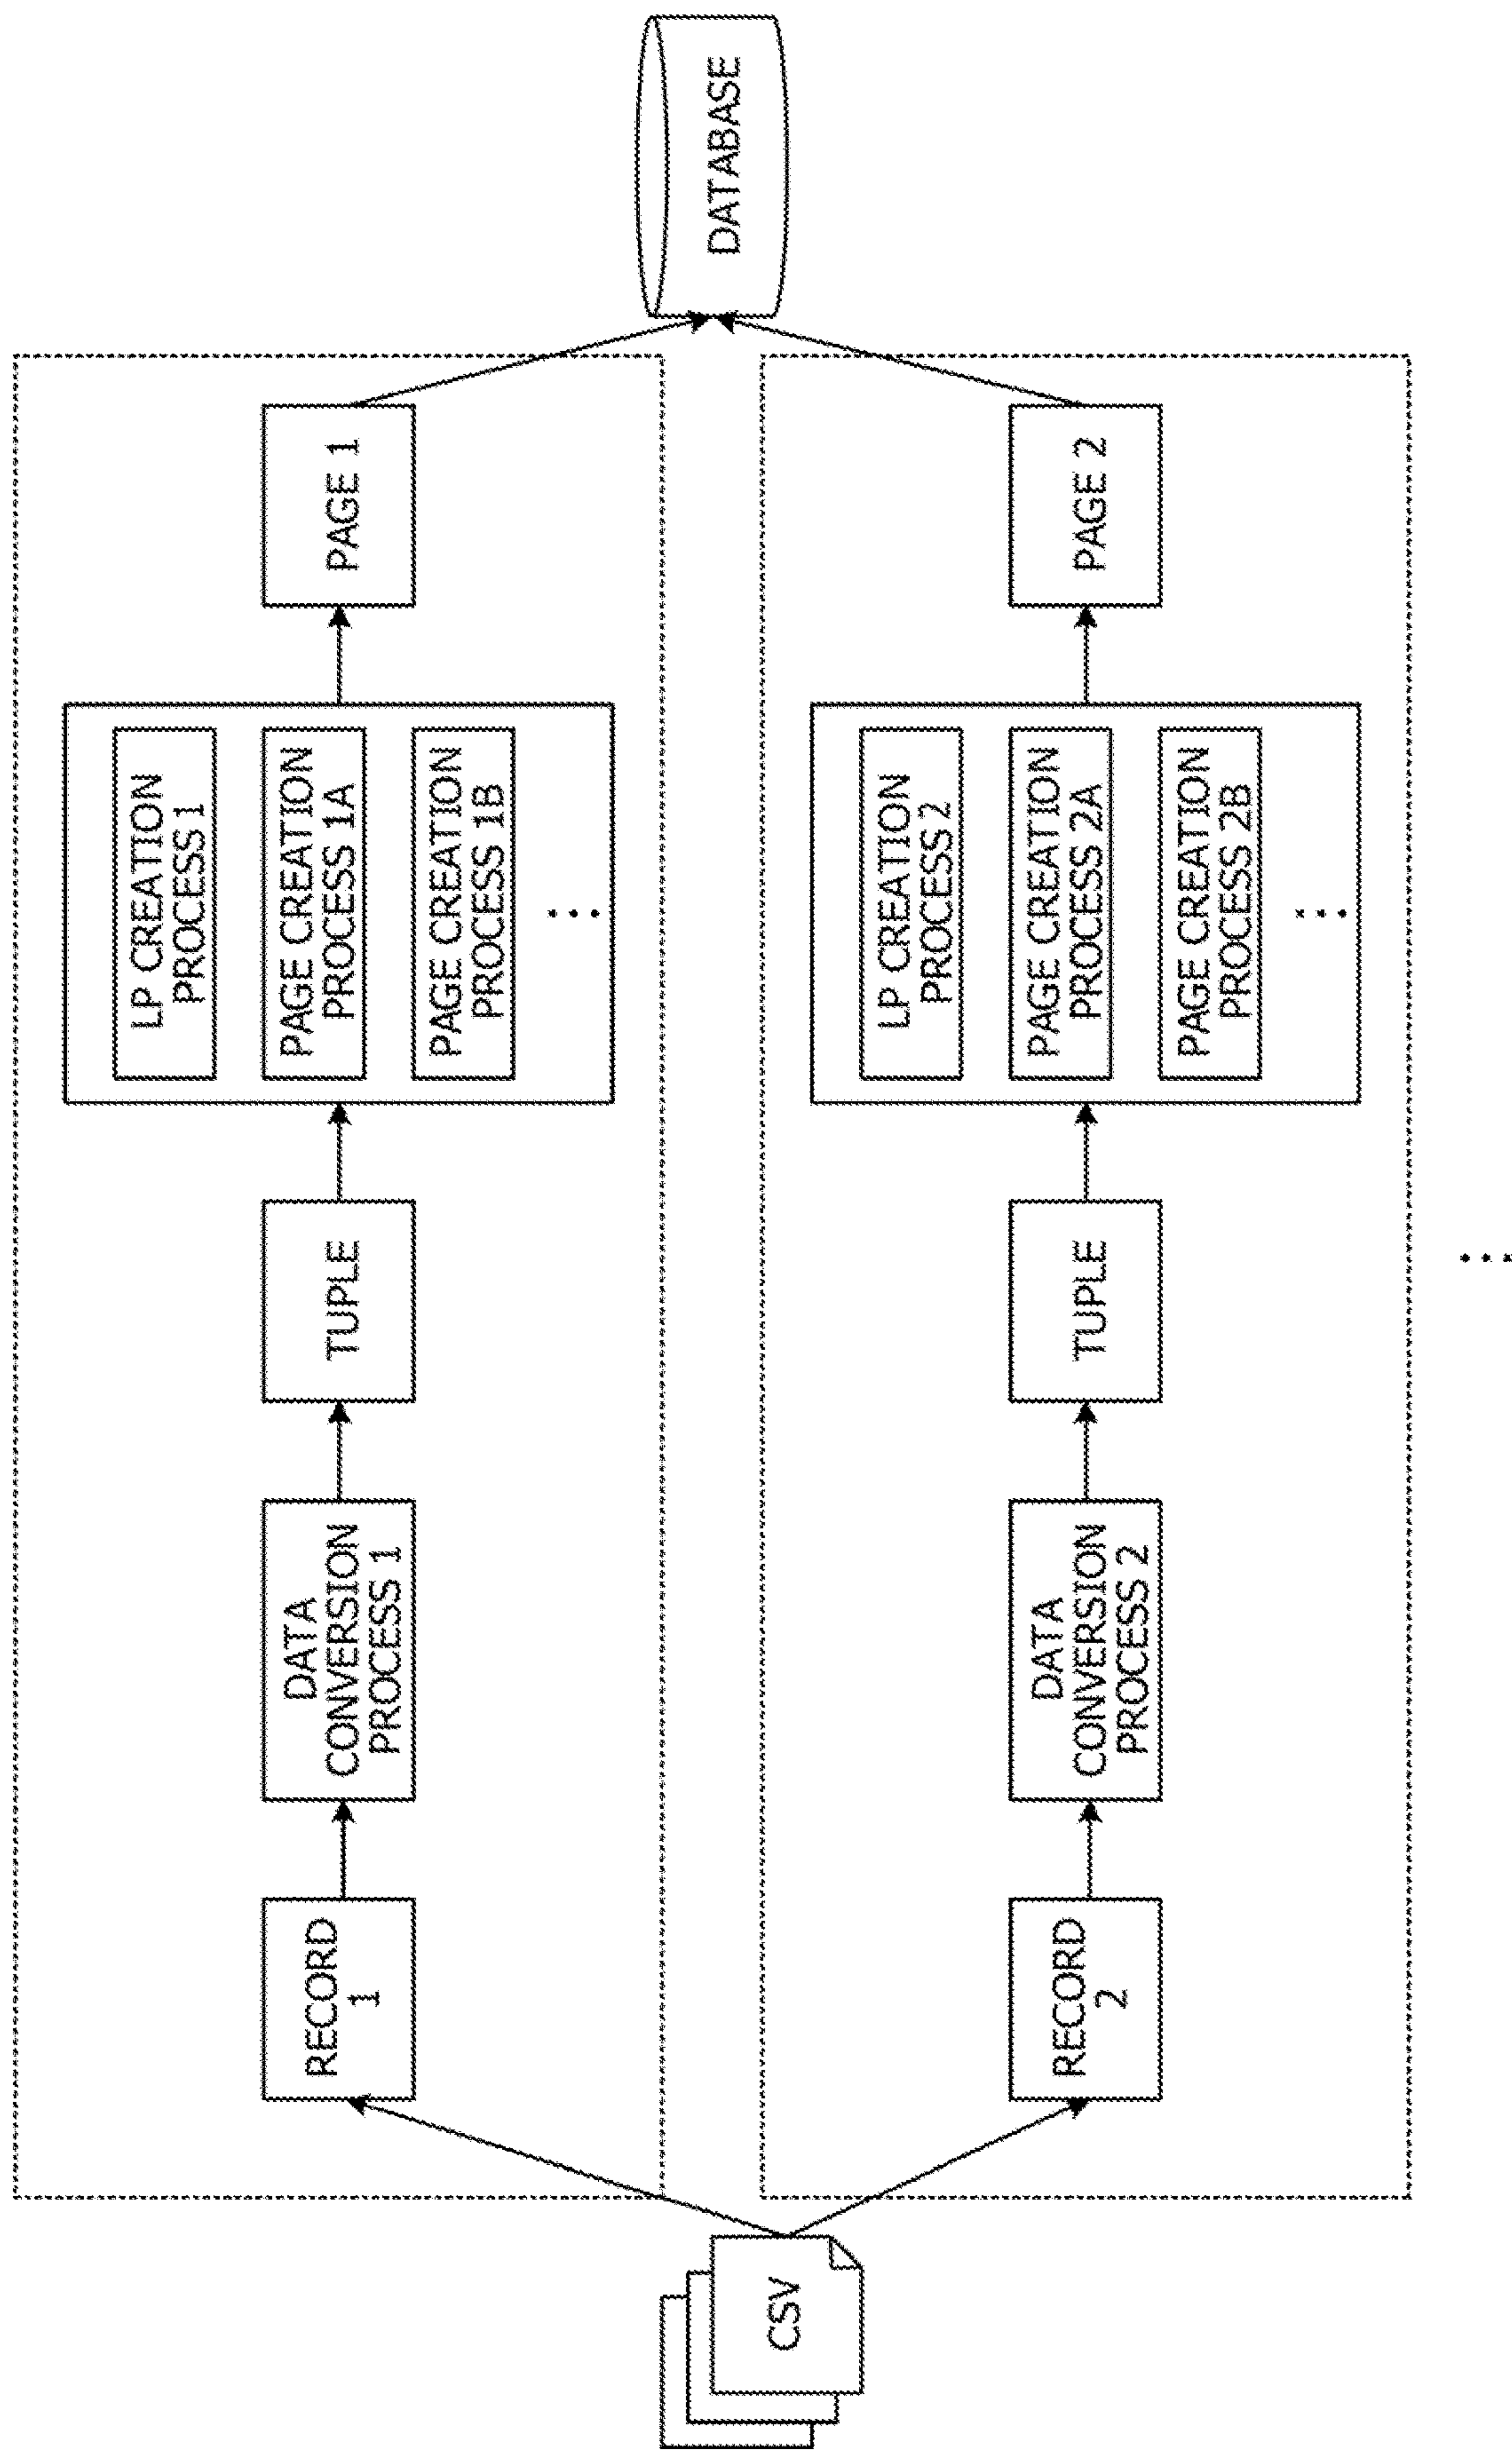 CSV
RECORD
1
DATA
CONVERSION
PROCESS 1
TUPLE
LP CREATION
PROCESS 1
PAGE CREATION
PROCESS 1A
PAGE CREATION
PROCESS 1B
...
PAGE 1
RECORD
2
DATA
CONVERSION
PROCESS 2
TUPLE
LP CREATION
PROCESS 2
PAGE CREATION
PROCESS 2A
PAGE CREATION
PROCESS 2B
...
PAGE 2
DATABASE
...